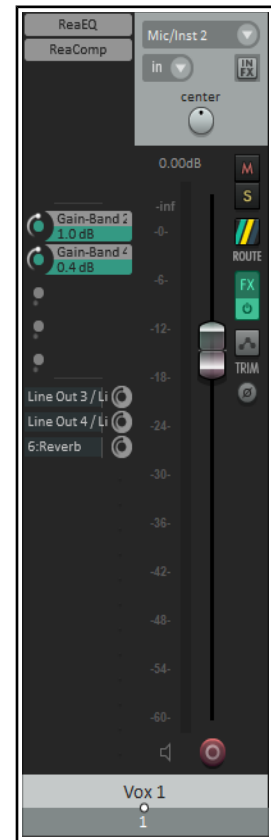 ReaEQ
ReaComp
Mic/Inst 2
in
IN
FX
center
0.00dB
M
S
-inf
-0-
ROUTE
Gain-Band 2
1.0 dB
Gain-Band 4
0.4 dB
-6-
FX
-12-
TRIM
-18-
Line Out 3 / Li
Ø
Line Out 4 / Li
-24-
6:Reverb
-30-
-36-
-42-
-48-
-54-
-60-
Vox 1
1